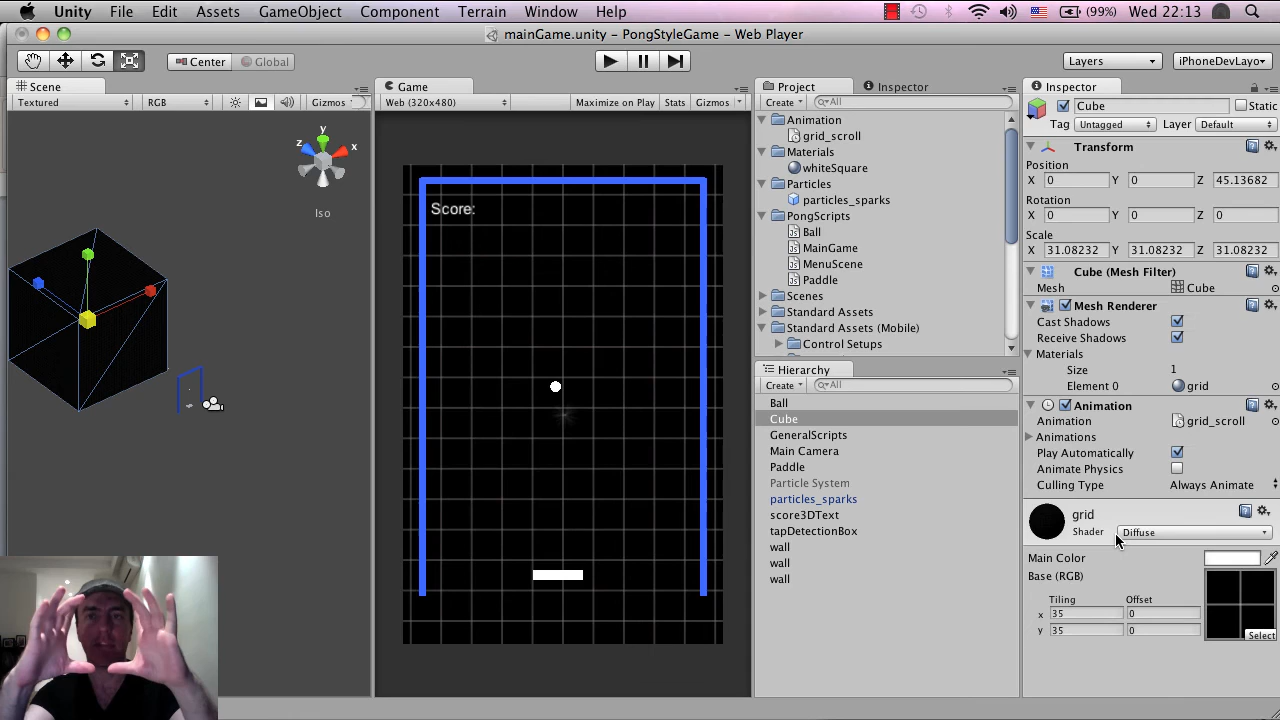 Unity File Edit Assets GameObject Component Terrain Window Help (99%) Wed 22:13
mainGame.unity – PongStyleGame – Web Player
Center Global Layers iPhoneDevLayo
Scene
Textured RGB Gizmos
y
z x
Iso
Game
Web (320x480) Maximize on Play Stats Gizmos
Score:
Project Inspector
Create All
Animation
grid_scroll
Materials
whiteSquare
Particles
particles_sparks
PongScripts
Ball
MainGame
MenuScene
Paddle
Scenes
Standard Assets
Standard Assets (Mobile)
Control Setups
Hierarchy
Create All
Ball
Cube
GeneralScripts
Main Camera
Paddle
Particle System
particles_sparks
score3DText
tapDetectionBox
wall
wall
wall
Inspector
Cube Static
Tag Untagged Layer Default
Transform
Position
X 0 Y 0 Z 45.13682
Rotation
X 0 Y 0 Z 0
Scale
X 31.08232 Y 31.08232 Z 31.08232
Cube (Mesh Filter)
Mesh Cube
Mesh Renderer
Cast Shadows
Receive Shadows
Materials
Size 1
Element 0 grid
Animation
Animation grid_scroll
Animations
Play Automatically
Animate Physics
Culling Type Always Animate
grid
Shader Diffuse
Main Color
Base (RGB)
Tiling Offset
x 35 0
y 35 0
Select